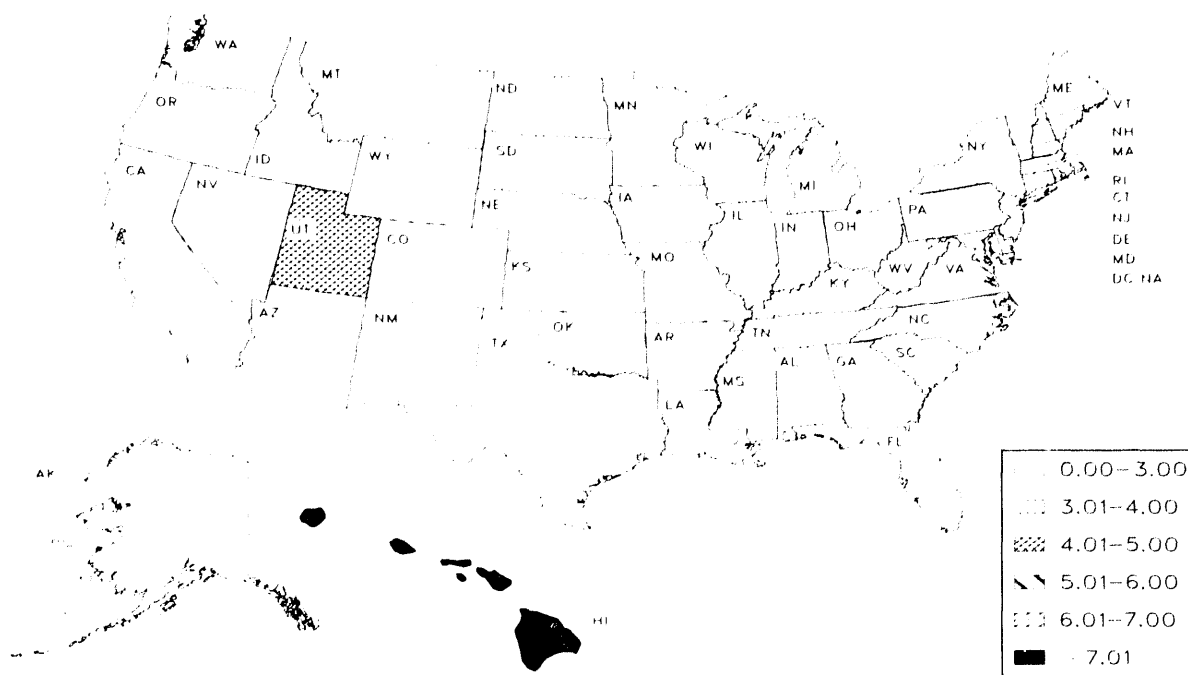 WA
MT
ND
MN
ME
VT
OR
NH
NY
MA
ID
WY
SD
WI
CA
NV
MI
RI
NE
IA
CT
IL
PA
NJ
UT
CO
IN
OH
DE
KS
MO
WV
VA
MD
KY
DC NA
AZ
NM
OK
NC
TX
AR
TN
AL
GA
SC
MS
LA
FL
AK
HI
0.00-3.00
3.01-4.00
4.01-5.00
5.01-6.00
6.01-7.00
7.01